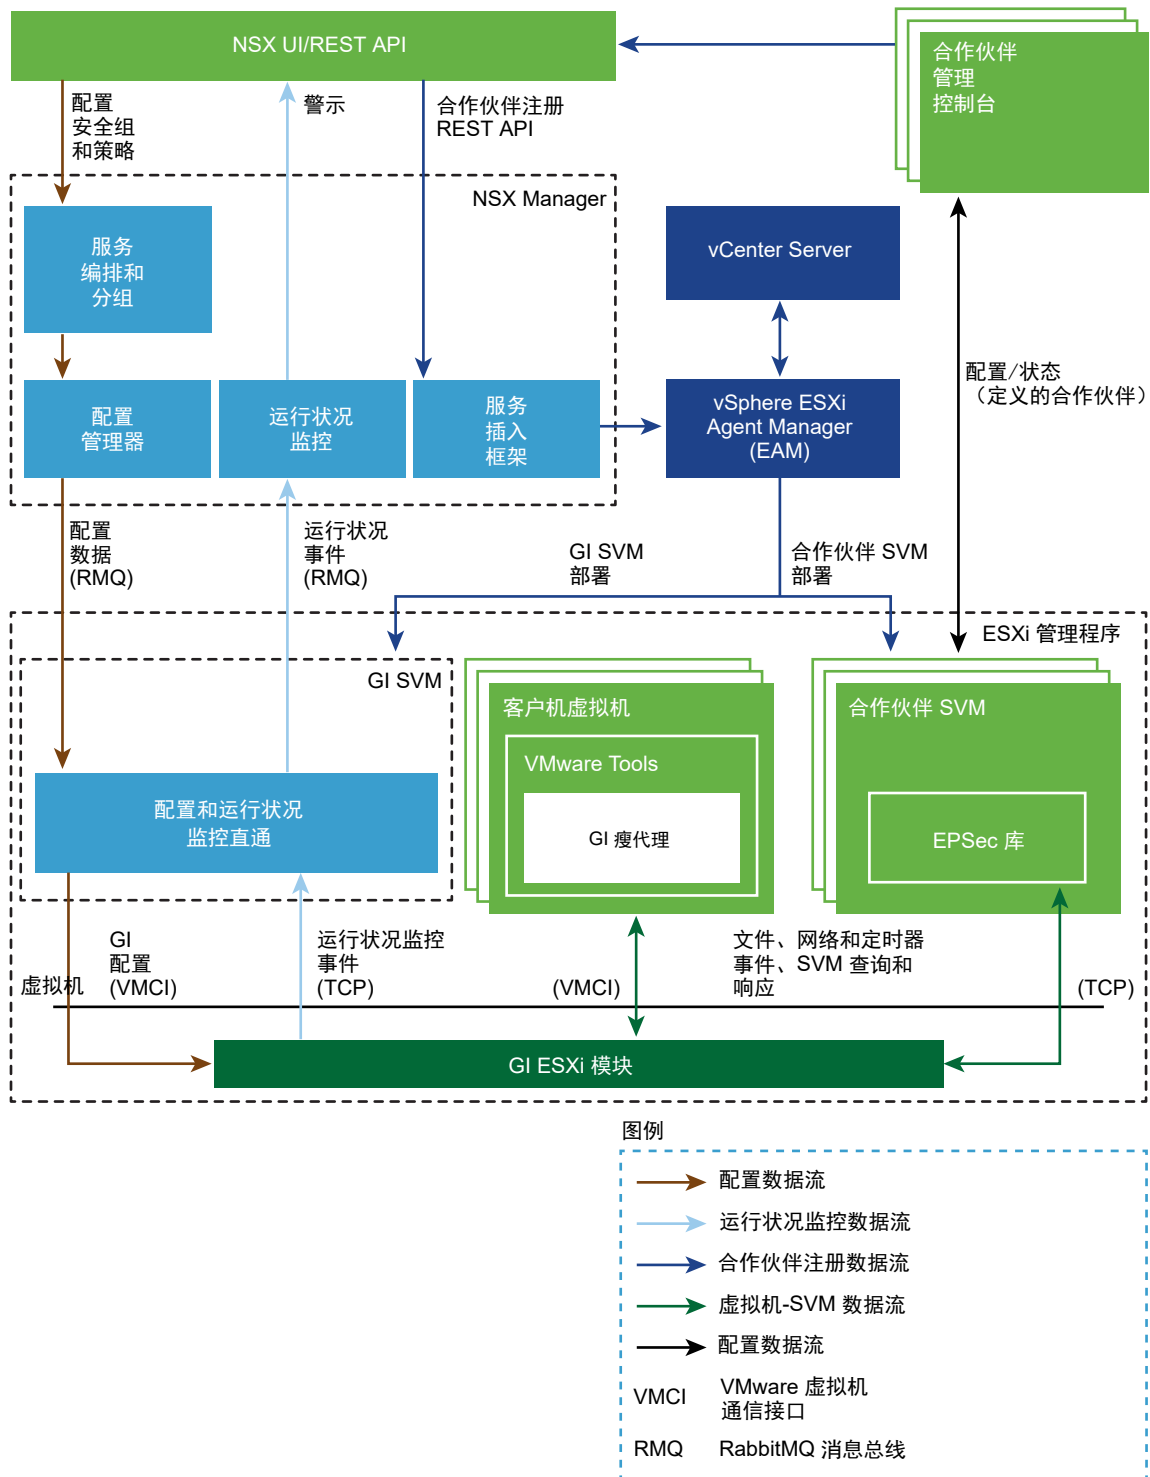 NSX UI/REST API
合作伙伴
管理
控制台
配置
安全组
和策略
警示
合作伙伴注册
REST API
NSX Manager
服务
编排和
分组
vCenter Server
配置
管理器
运行状况
监控
服务
插入
框架
vSphere ESXi
Agent Manager
(EAM)
配置/状态
（定义的合作伙伴）
配置
数据
(RMQ)
运行状况
事件
(RMQ)
GI SVM
部署
合作伙伴 SVM
部署
ESXi 管理程序
GI SVM
客户机虚拟机
VMware Tools
GI 瘦代理
合作伙伴 SVM
EPSec 库
配置和运行状况
监控直通
GI
配置
(VMCI)
虚拟机
运行状况监控
事件
(TCP)
(VMCI)
文件、网络和定时器
事件、SVM 查询和
响应
(TCP)
GI ESXi 模块
图例
配置数据流
运行状况监控数据流
合作伙伴注册数据流
虚拟机-SVM 数据流
配置数据流
VMCI VMware 虚拟机
通信接口
RMQ RabbitMQ 消息总线